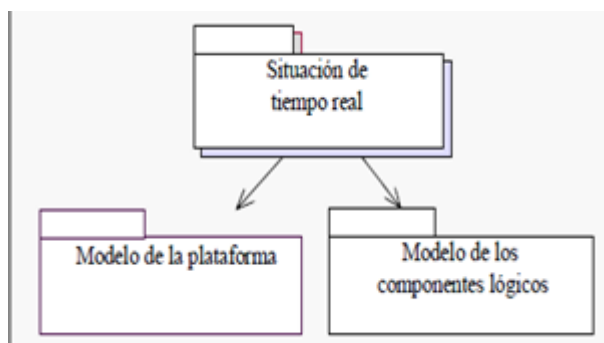 Situación de
tiempo real
Modelo de la plataforma
Modelo de los
componentes lógicos